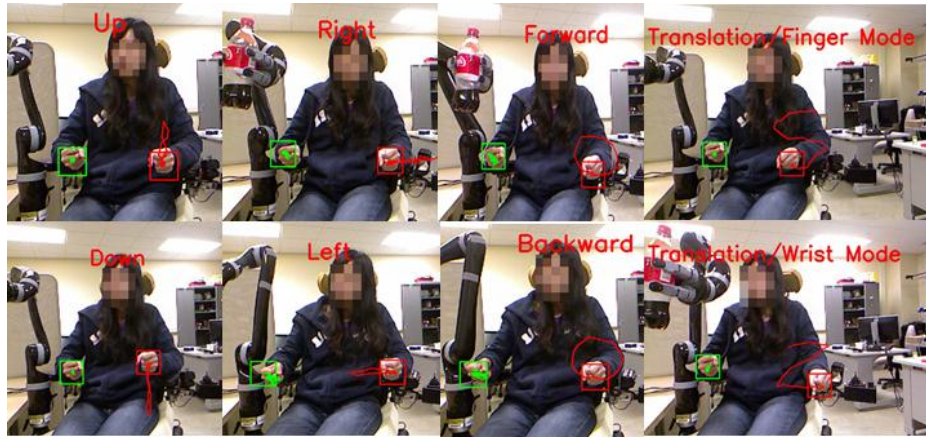 Up
Right
Forward
Translation/Finger Mode
Down
Left
Backward
Translation/Wrist Mode